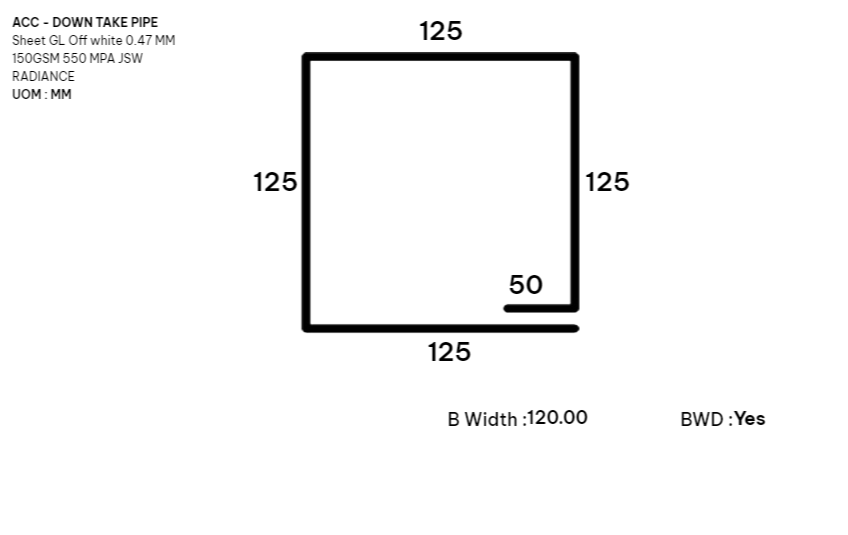 ACC - DOWN TAKE PIPE
Sheet GL Off white 0.47 MM
150GSM 550 MPA JSW
RADIANCE
UOM : MM
125
125
125
50
125
B Width :120.00
BWD :Yes